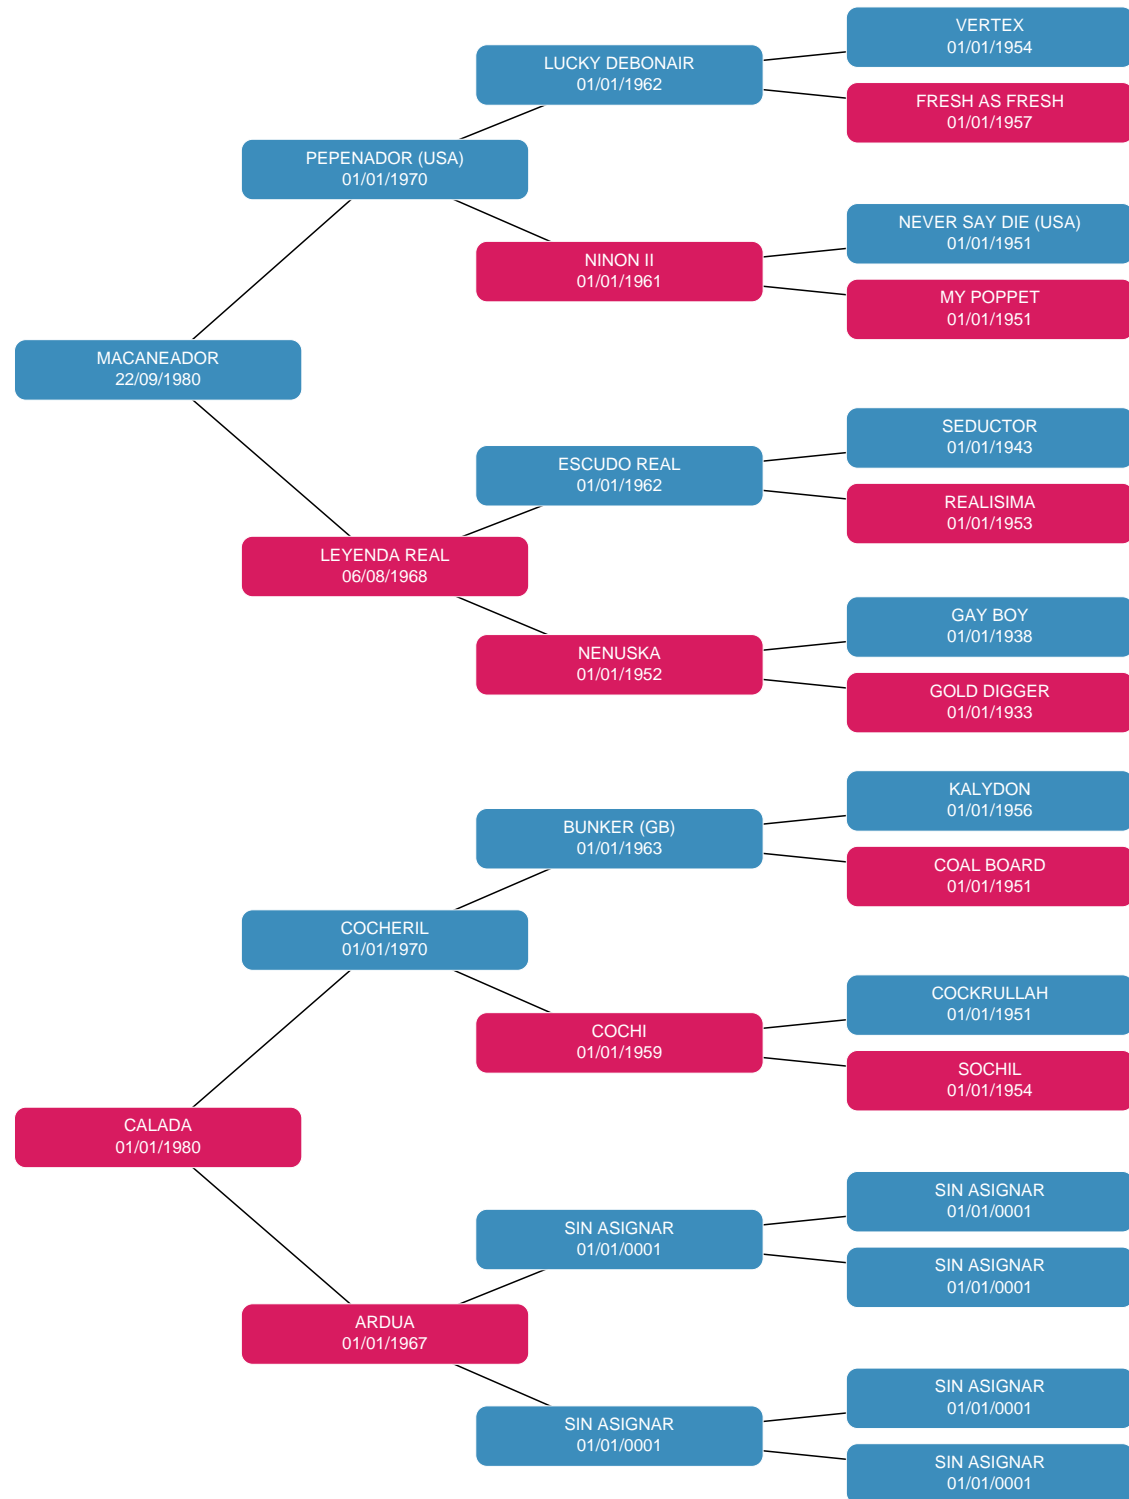 VERTEX
01/01/1954
LUCKY DEBONAIR
01/01/1962
FRESH AS FRESH
01/01/1957
PEPENADOR (USA)
01/01/1970
NEVER SAY DIE (USA)
01/01/1951
NINON II
01/01/1961
MY POPPET
01/01/1951
MACANEADOR
22/09/1980
SEDUCTOR
01/01/1943
ESCUDO REAL
01/01/1962
REALISIMA
01/01/1953
LEYENDA REAL
06/08/1968
GAY BOY
01/01/1938
NENUSKA
01/01/1952
GOLD DIGGER
01/01/1933
KALYDON
01/01/1956
BUNKER (GB)
01/01/1963
COAL BOARD
01/01/1951
COCHERIL
01/01/1970
COCKRULLAH
01/01/1951
COCHI
01/01/1959
SOCHIL
01/01/1954
CALADA
01/01/1980
SIN ASIGNAR
01/01/0001
SIN ASIGNAR
01/01/0001
SIN ASIGNAR
01/01/0001
ARDUA
01/01/1967
SIN ASIGNAR
01/01/0001
SIN ASIGNAR
01/01/0001
SIN ASIGNAR
01/01/0001